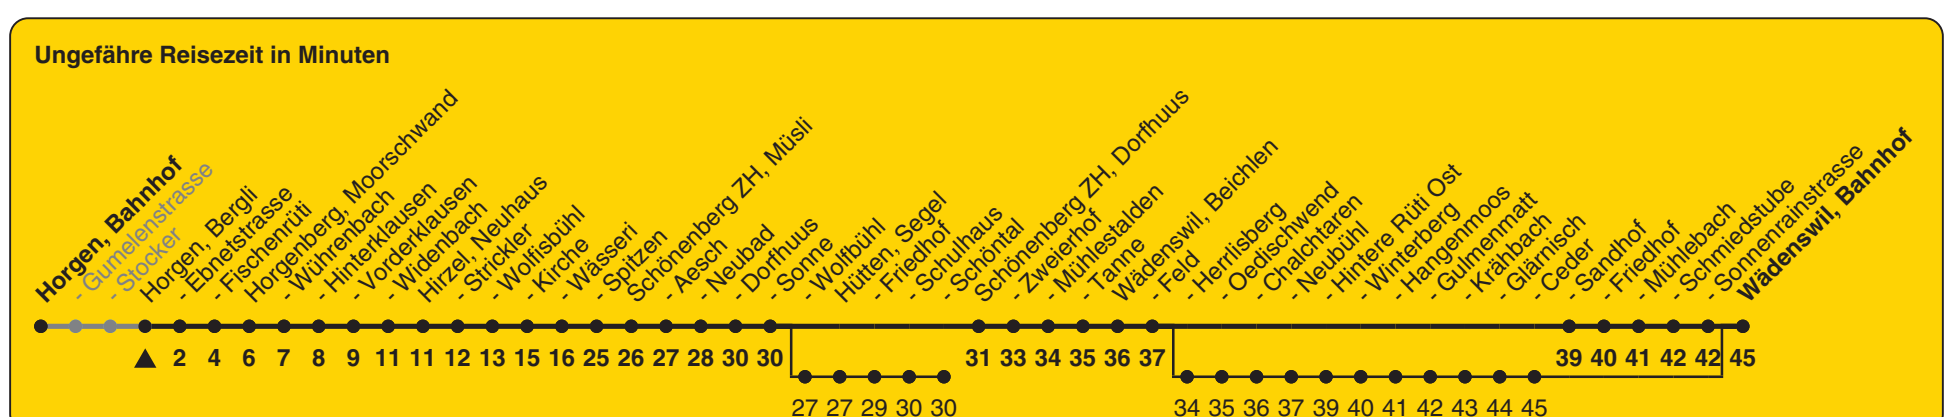 Ungefähre Reisezeit in Minuten
Horgen, Bahnhof
- Gumelenstrasse
- Stocker
Horgen, Bergli
- Ebnetstrasse
- Fischenrüti
Horgenberg, Moorschwand
- Wührenbach
- Hinterklausen
- Vorderklausen
- Widenbach
Hirzel, Neuhaus
- Strickler
- Wolfisbühl
- Kirche
- Wässeri
- Spitzen
Schönenberg ZH, Müsli
- Aesch
- Neubad
- Dorfhuus
- Sonne
- Wolfbühl
Hütten, Segel
- Friedhof
- Schulhaus
- Schöntal
Schönenberg ZH, Dorfhuus
- Zweierhof
- Mühlestalden
- Tanne
Wädenswil, Beichlen
- Feld
- Herrlisberg
- Oedischwend
- Chalchtaren
- Neubühl
- Hintere Rüti Ost
- Winterberg
- Hangenmoos
- Gulmenmatt
- Krähbach
- Glärnisch
- Ceder
- Sandhof
- Friedhof
- Mühlebach
- Schmiedstube
- Sonnenrainstrasse
Wädenswil, Bahnhof
2 4 6 7 8 9 11 11 12 13 15 16 25 26 27 28 30 30 31 33 34 35 36 37 39 40 41 42 42 45
27 27 29 30 30 34 35 36 37 39 40 41 42 43 44 45